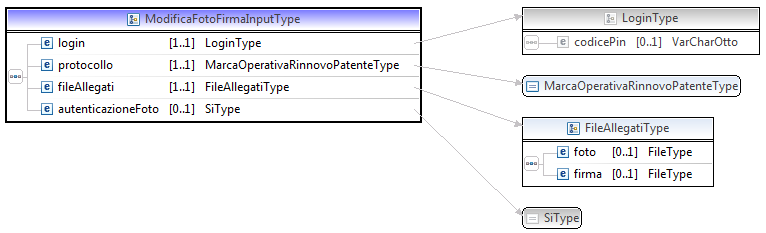 ModificaFotoFirmaInputType
login [1..1] LoginType
protocollo [1..1] MarcaOperativaRinnovoPatenteType
fileAllegati [1..1] FileAllegatiType
autenticazioneFoto [0..1] SiType
LoginType
codicePin [0..1] VarCharOtto
MarcaOperativaRinnovoPatenteType
FileAllegatiType
foto [0..1] FileType
firma [0..1] FileType
SiType